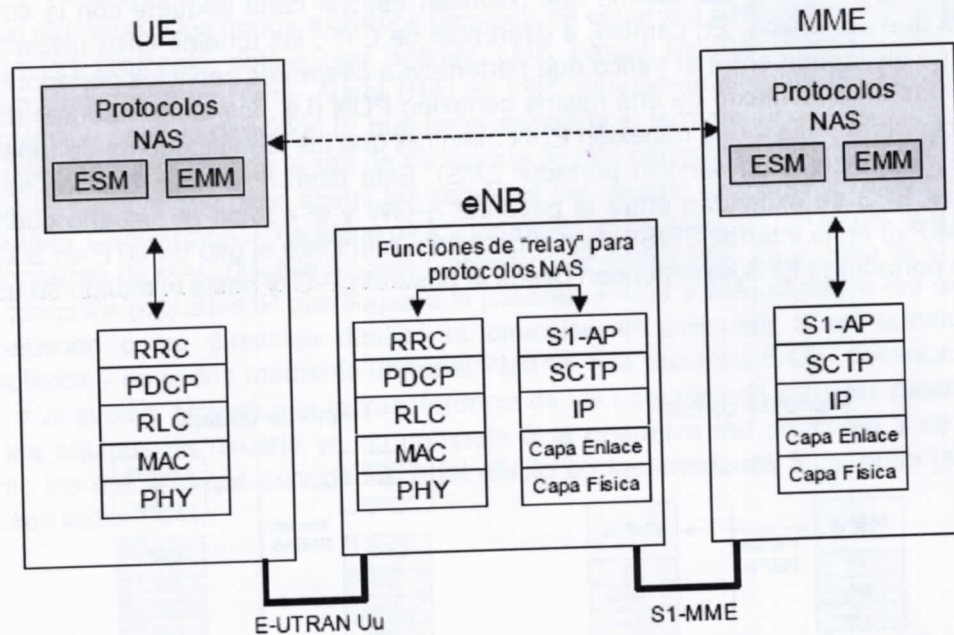 UE
MME
Protocolos
NAS
ESM
EMM
Protocolos
NAS
ESM
EMM
eNB
Funciones de "relay" para
protocolos NAS
RRC
PDCP
RLC
MAC
PHY
RRC
PDCP
RLC
MAC
PHY
S1-AP
SCTP
IP
Capa Enlace
Capa Física
S1-AP
SCTP
IP
Capa Enlace
Capa Física
E-UTRAN Uu
S1-MME